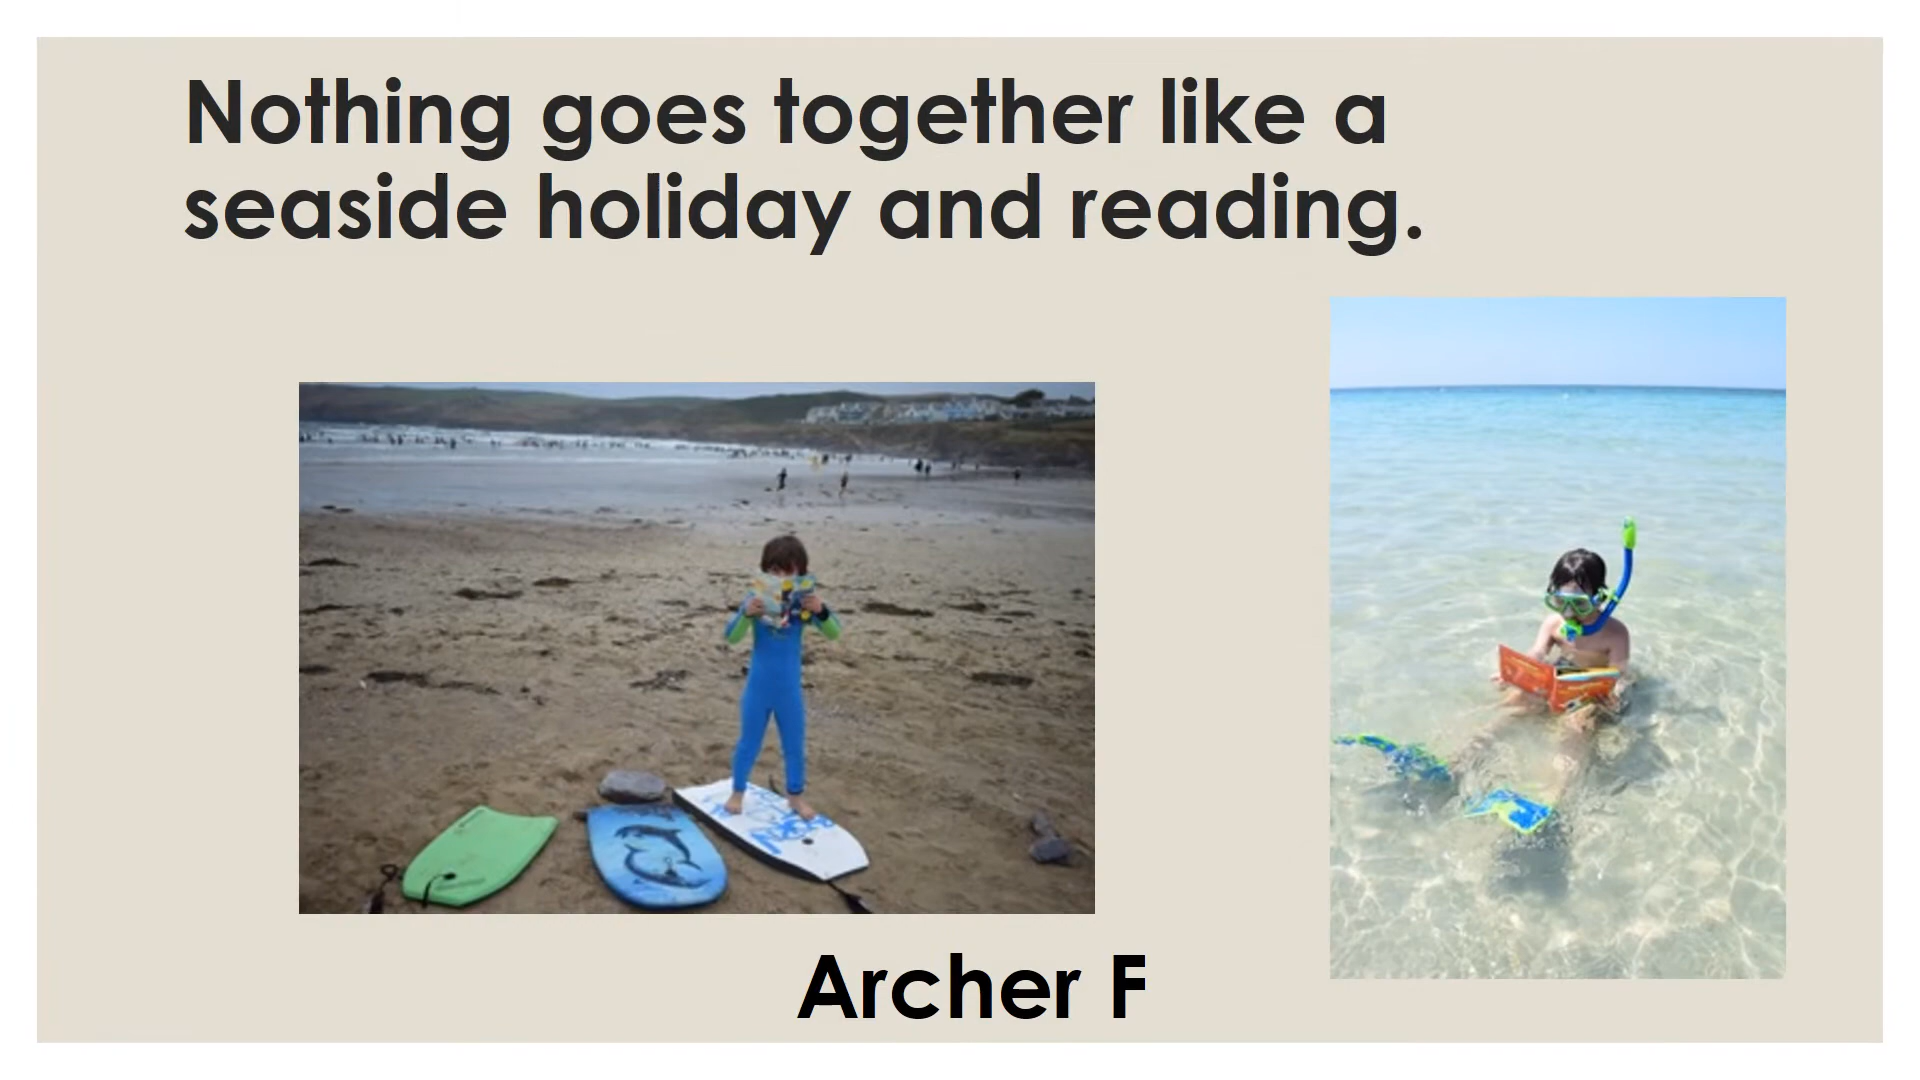 Nothing goes together like a
seaside holiday and reading.
Archer F